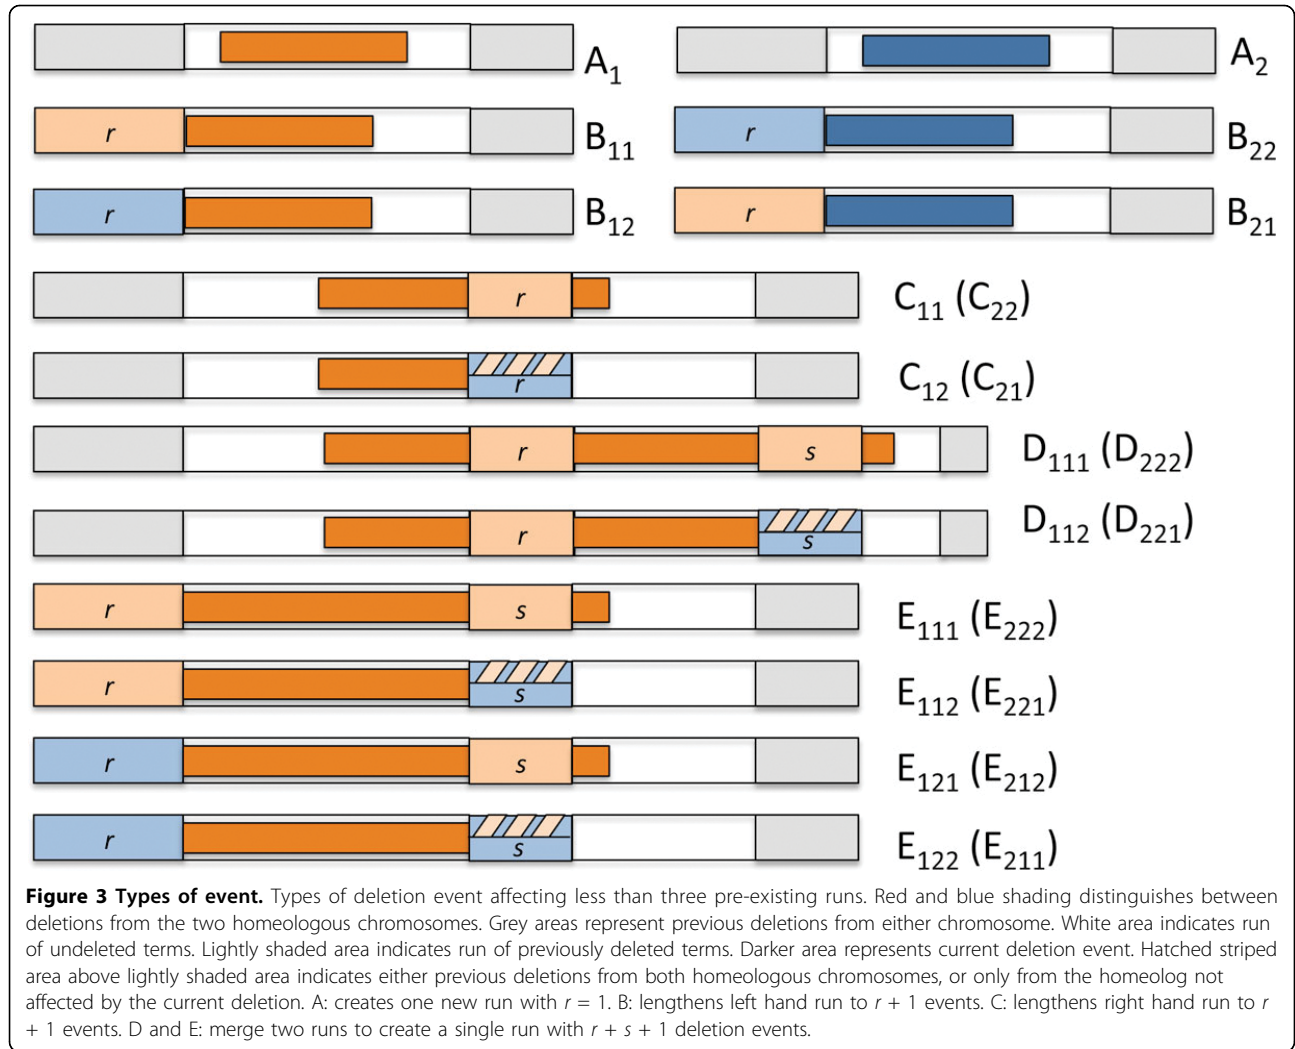 A1
A2
r
B11
r
B22
r
B12
r
B21
r
C11 (C22)
r
C12 (C21)
r
s
D111 (D222)
r
s
D112 (D221)
r
s
E111 (E222)
r
s
E112 (E221)
r
s
E121 (E212)
r
s
E122 (E211)
Figure 3 Types of event. Types of deletion event affecting less than three pre-existing runs. Red and blue shading distinguishes between
deletions from the two homeologous chromosomes. Grey areas represent previous deletions from either chromosome. White area indicates run
of undeleted terms. Lightly shaded area indicates run of previously deleted terms. Darker area represents current deletion event. Hatched striped
area above lightly shaded area indicates either previous deletions from both homeologous chromosomes, or only from the homeolog not
affected by the current deletion. A: creates one new run with r = 1. B: lengthens left hand run to r + 1 events. C: lengthens right hand run to r
+ 1 events. D and E: merge two runs to create a single run with r + s + 1 deletion events.